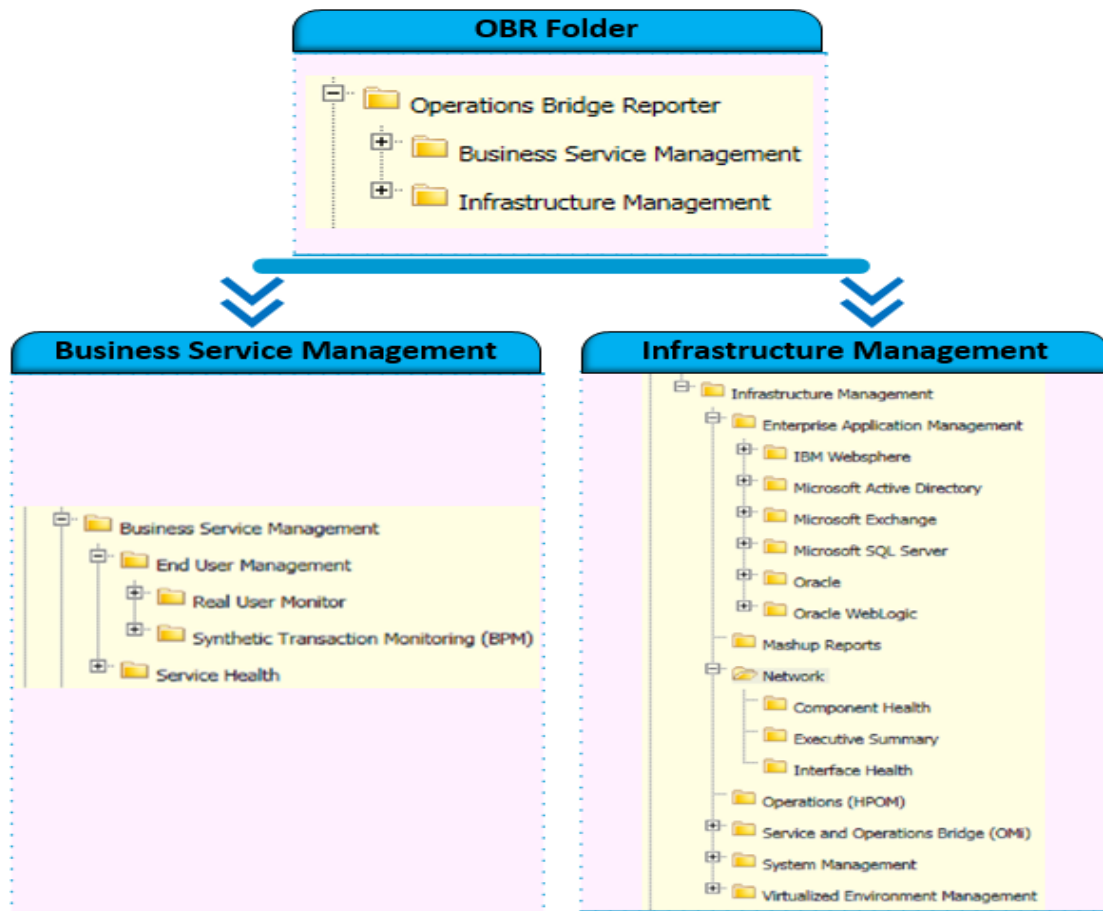 OBR Folder
Operations Bridge Reporter
Business Service Management
Infrastructure Management
Business Service Management
Business Service Management
End User Management
Real User Monitor
Synthetic Transaction Monitoring (BPM)
Service Health
Infrastructure Management
Infrastructure Management
Enterprise Application Management
IBM Websphere
Microsoft Active Directory
Microsoft Exchange
Microsoft SQL Server
Oracle
Oracle WebLogic
Mashup Reports
Network
Component Health
Executive Summary
Interface Health
Operations (HPOM)
Service and Operations Bridge (OMi)
System Management
Virtualized Environment Management